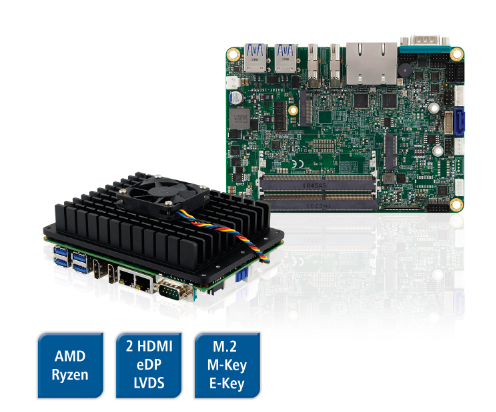 AMD
Ryzen
2 HDMI
eDP
LVDS
M.2
M-Key
E-Key